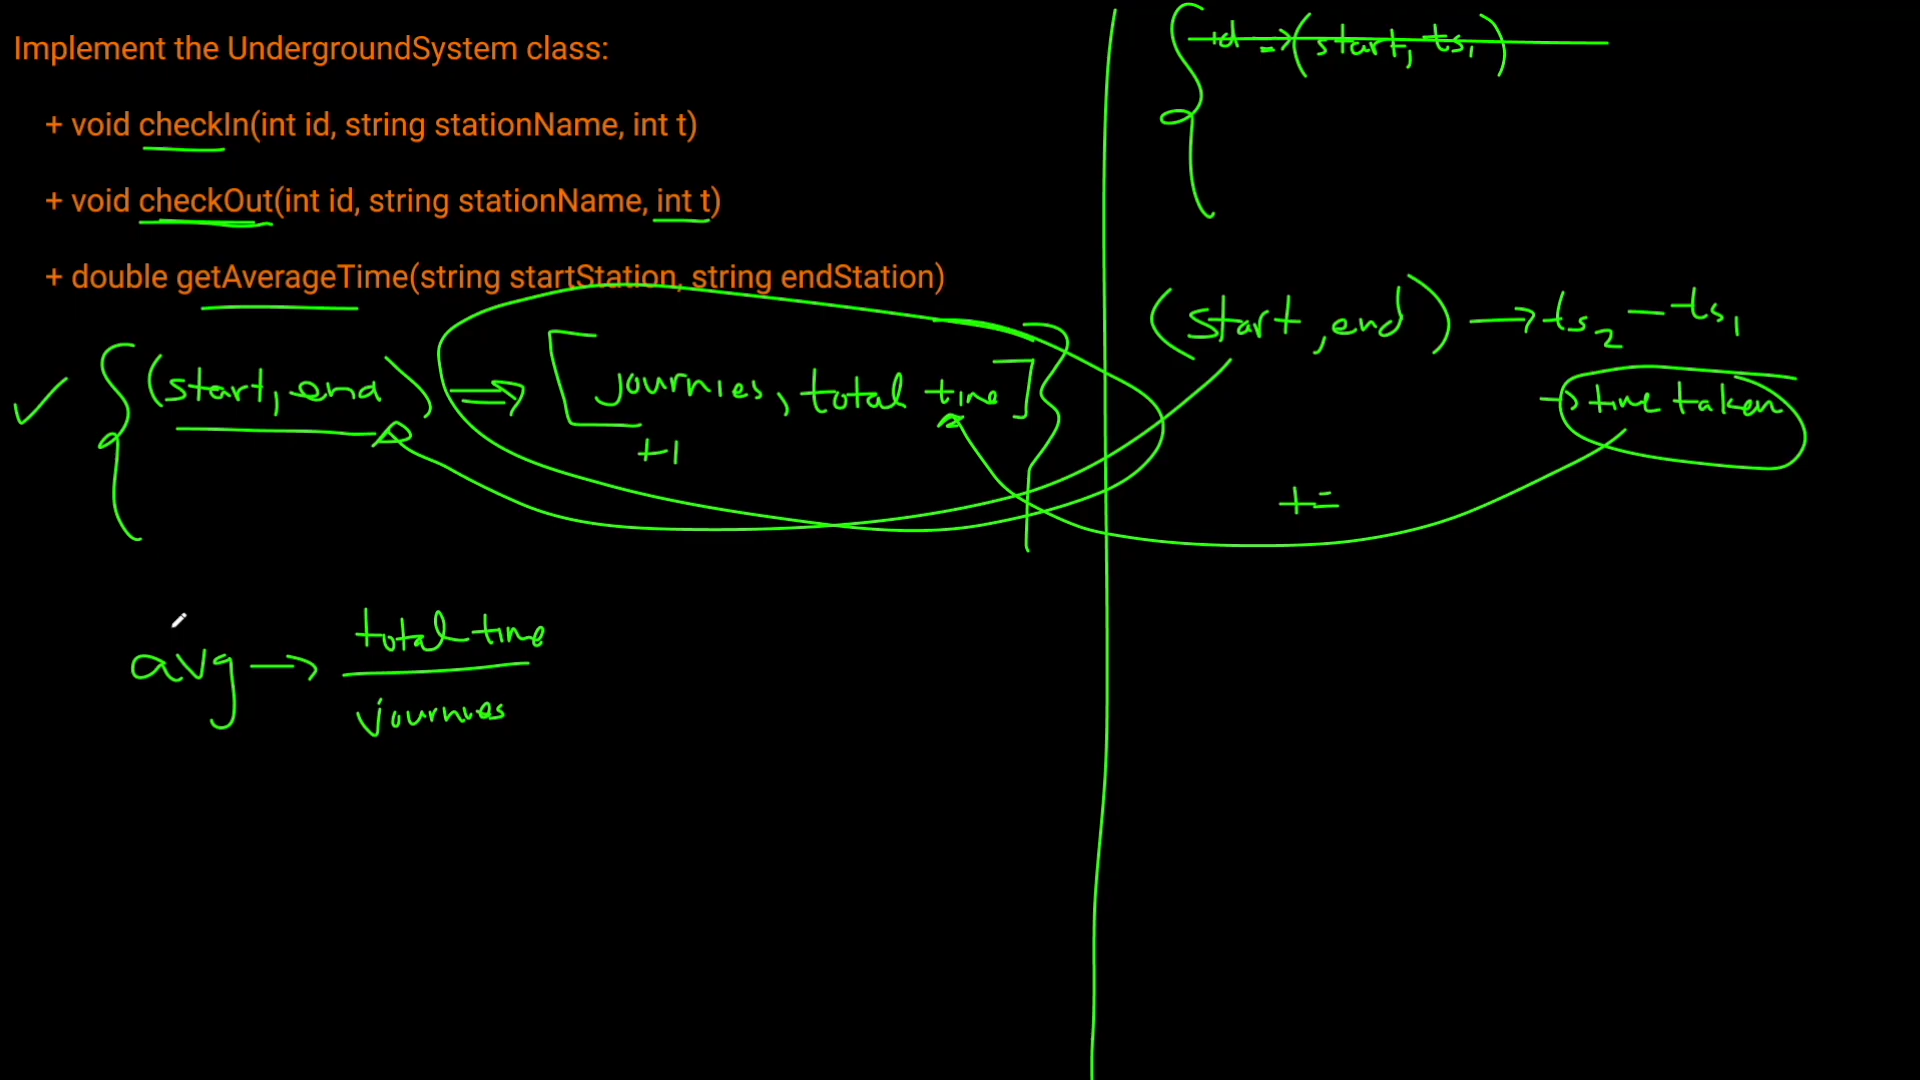 Implement the UndergroundSystem class:
+ void checkIn(int id, string stationName, int t)
+ void checkOut(int id, string stationName, int t)
+ double getAverageTime(string startStation, string endStation)
{ (start, end) => [journies, total time] }
+1
avg → total time
journies
{ id => (start, ts1)
(start, end) → ts2 - ts1
→ time taken
+=